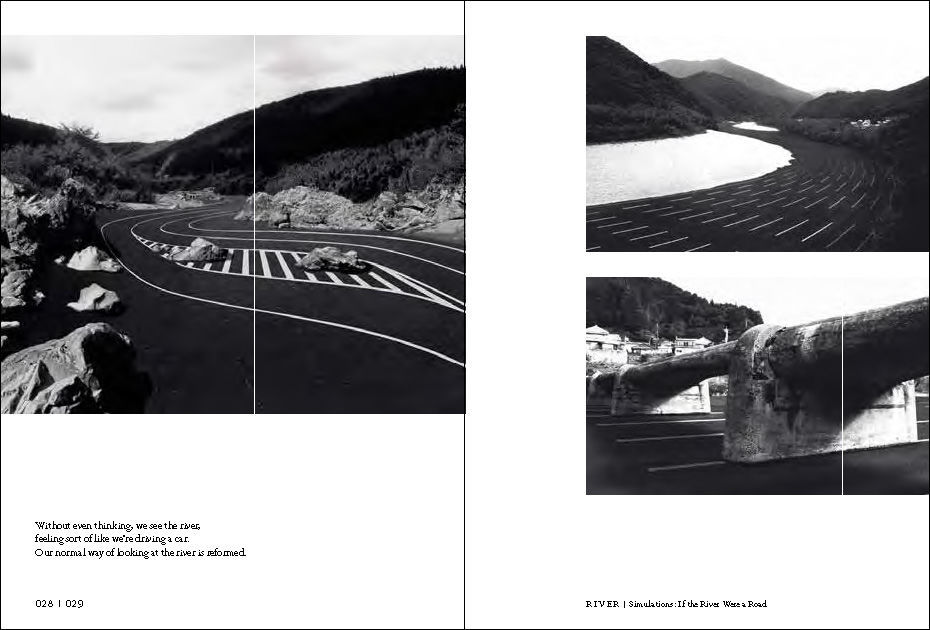 Without even thinking, we see the river,
feeling sort of like we're driving a car.
Our normal way of looking at the river is reformed.
028 | 029
RIVER | Simulations: If the River Were a Road